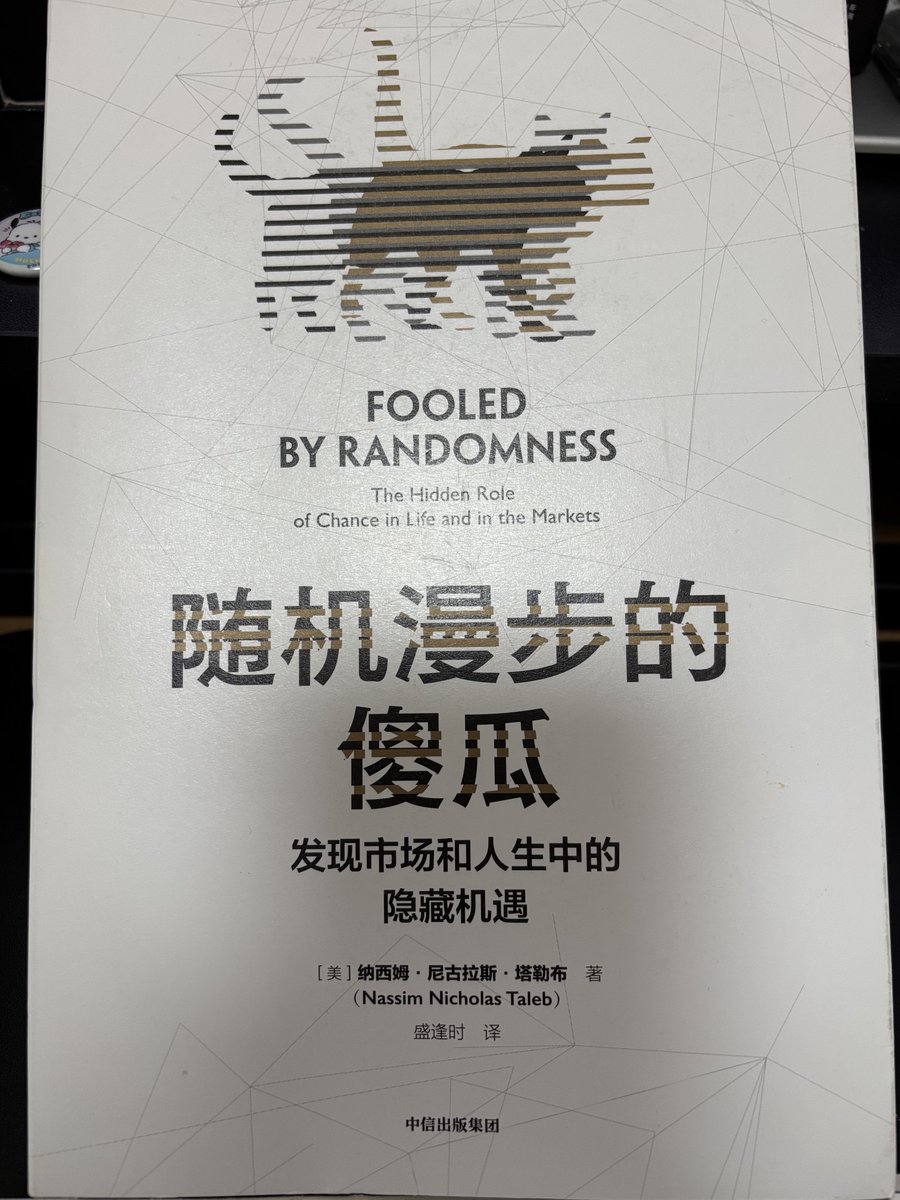 FOOLED
BY RANDOMNESS
The Hidden Role
of Chance in Life and in the Markets
随机漫步的
傻瓜
发现市场和人生中的
隐藏机遇
［美］纳西姆·尼古拉斯·塔勒布 著
（Nassim Nicholas Taleb）
盛逢时 译
中信出版集团